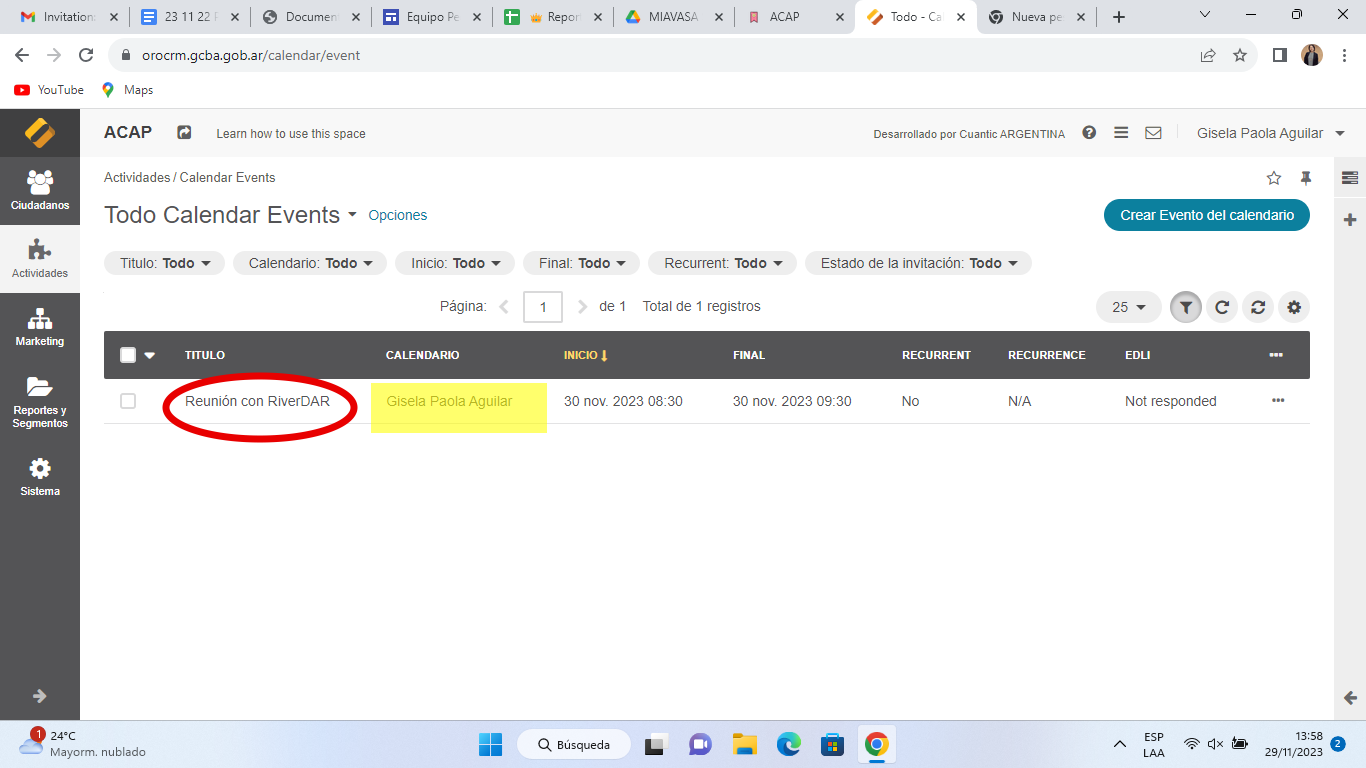 Invitation:
23 11 22 F
Document
Equipo Pe
Report
MIAVASA
ACAP
Todo - Ca
Nueva pe
orocrm.gcba.gob.ar/calendar/event
YouTube
Maps
ACAP
Learn how to use this space
Desarrollado por Cuantic ARGENTINA
Gisela Paola Aguilar
Ciudadanos
Actividades
Marketing
Reportes y
Segmentos
Sistema
Actividades / Calendar Events
Todo Calendar Events
Opciones
Crear Evento del calendario
Titulo: Todo
Calendario: Todo
Inicio: Todo
Final: Todo
Recurrent: Todo
Estado de la invitación: Todo
Página: 1 de 1 Total de 1 registros
25
TITULO CALENDARIO INICIO FINAL RECURRENT RECURRENCE EDLI
Reunión con RiverDAR Gisela Paola Aguilar 30 nov. 2023 08:30 30 nov. 2023 09:30 No N/A Not responded
1
24°C
Mayorm. nublado
Búsqueda
ESP
LAA
13:58
29/11/2023
2